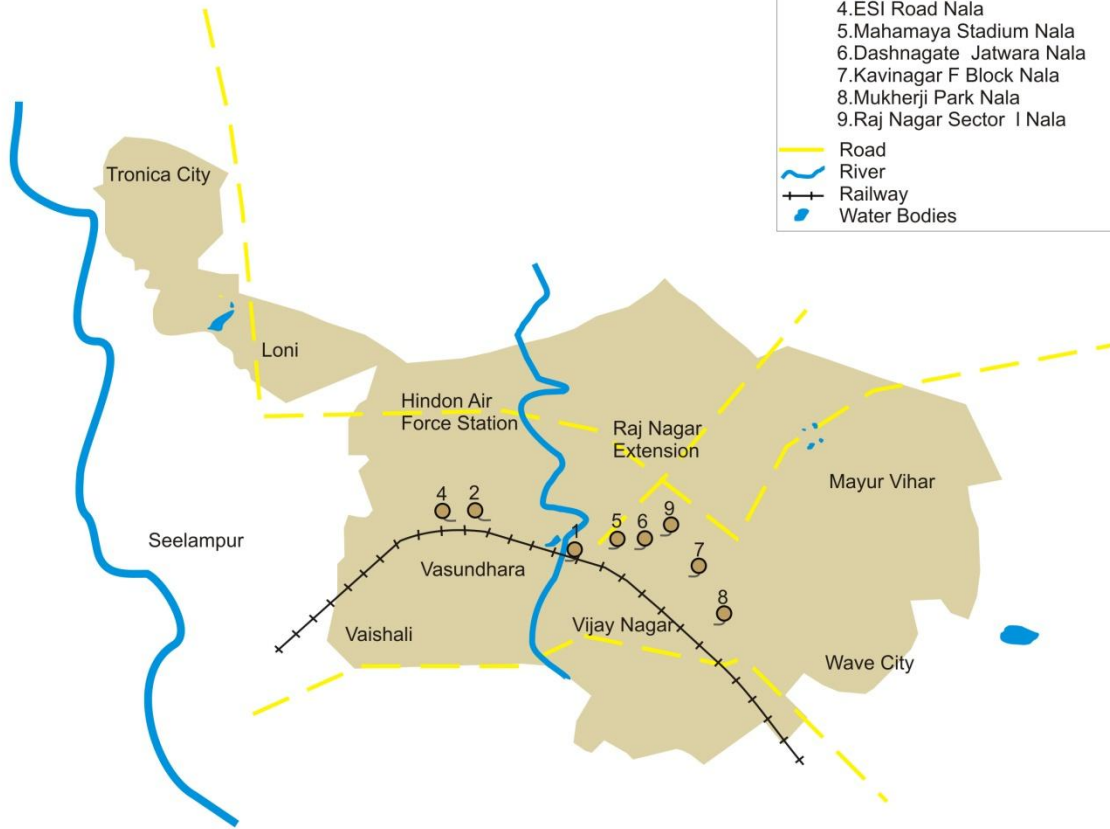 4.ESI Road Nala
5.Mahamaya Stadium Nala
6.Dashnagate Jatwara Nala
7.Kavinagar F Block Nala
8.Mukherji Park Nala
9.Raj Nagar Sector I Nala
Road
River
Railway
Water Bodies
Tronica City
Loni
Hindon Air
Force Station
Raj Nagar
Extension
Mayur Vihar
4
2
1
5
6
9
7
8
Seelampur
Vasundhara
Vaishali
Vijay Nagar
Wave City